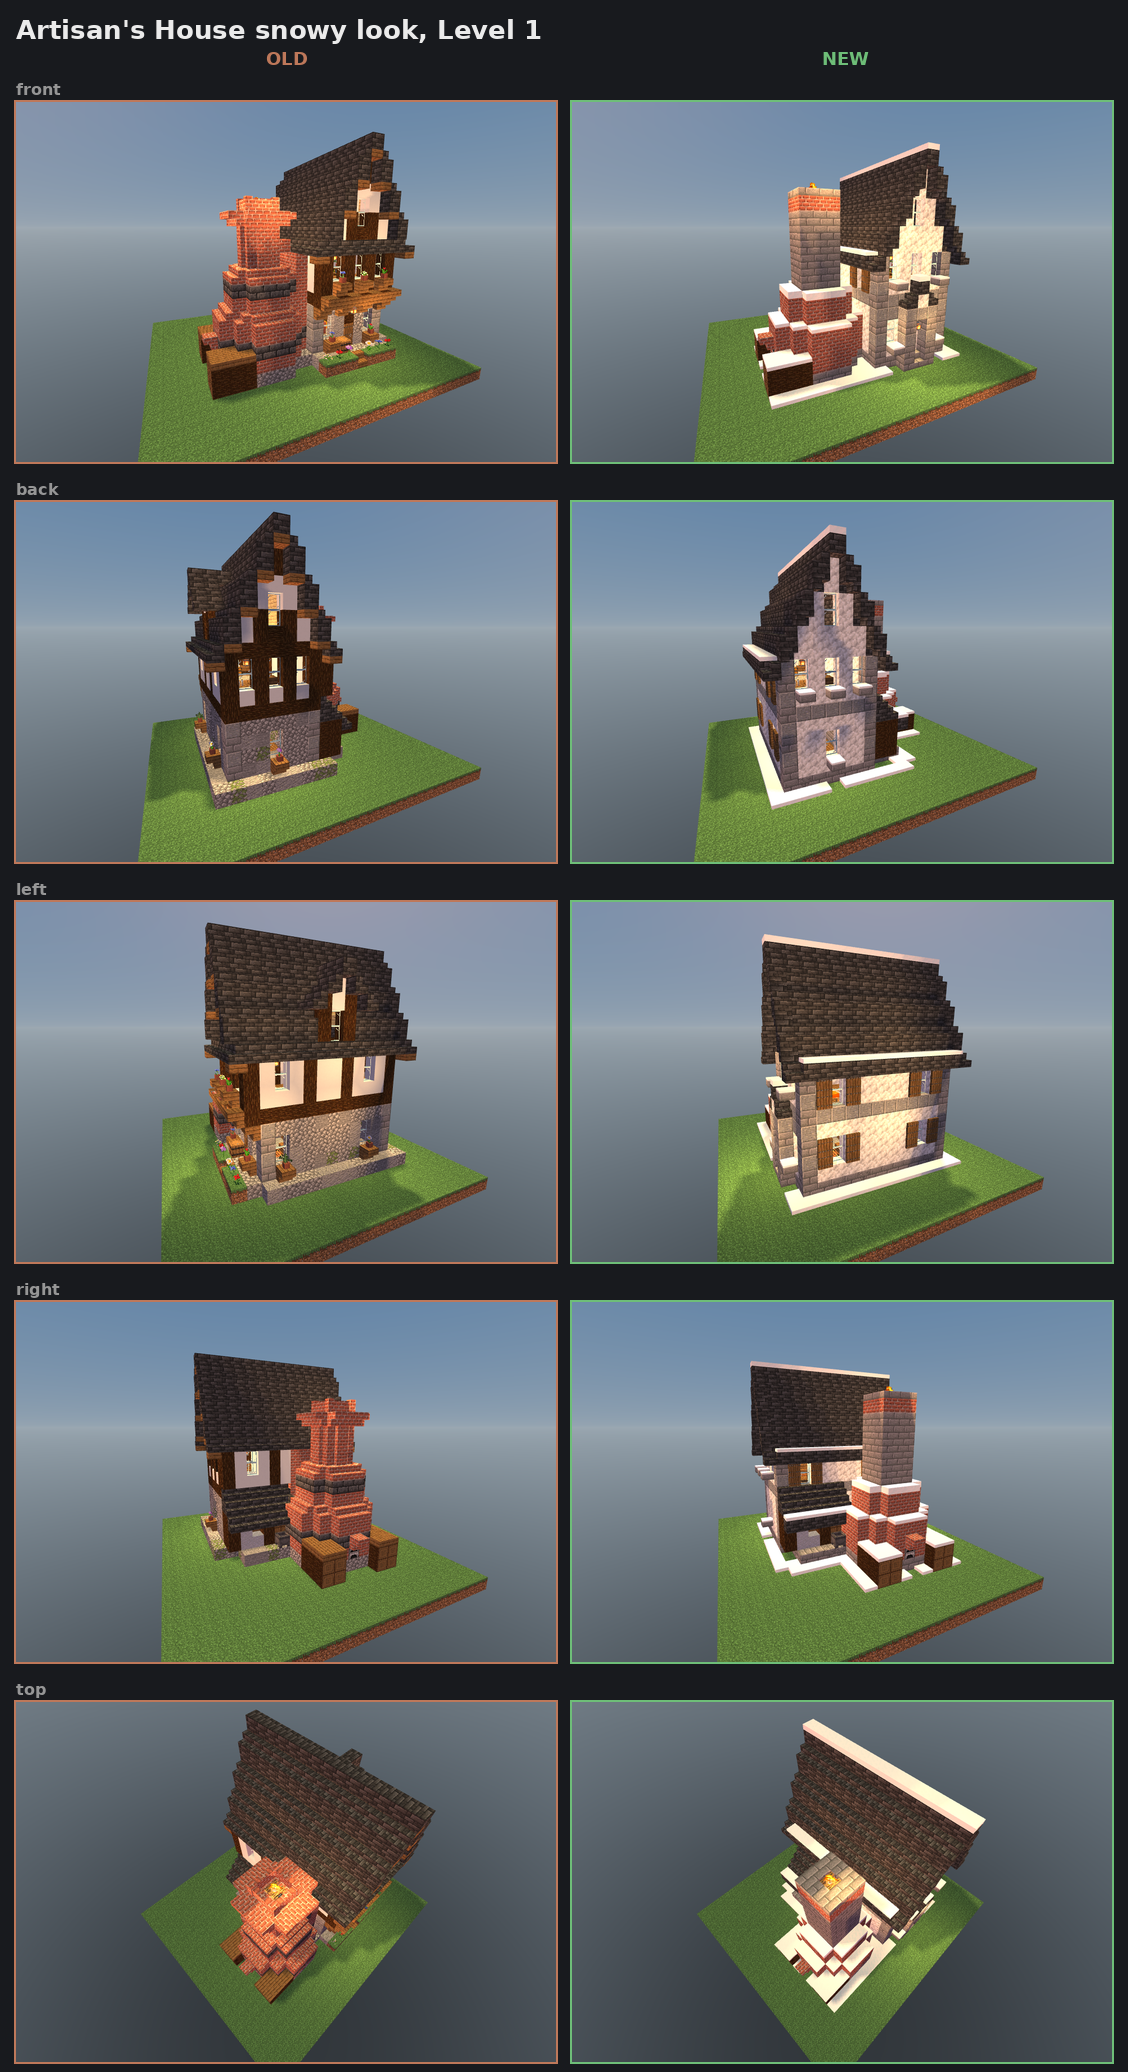 Artisan's House snowy look, Level 1
OLD
NEW
front
back
left
right
top